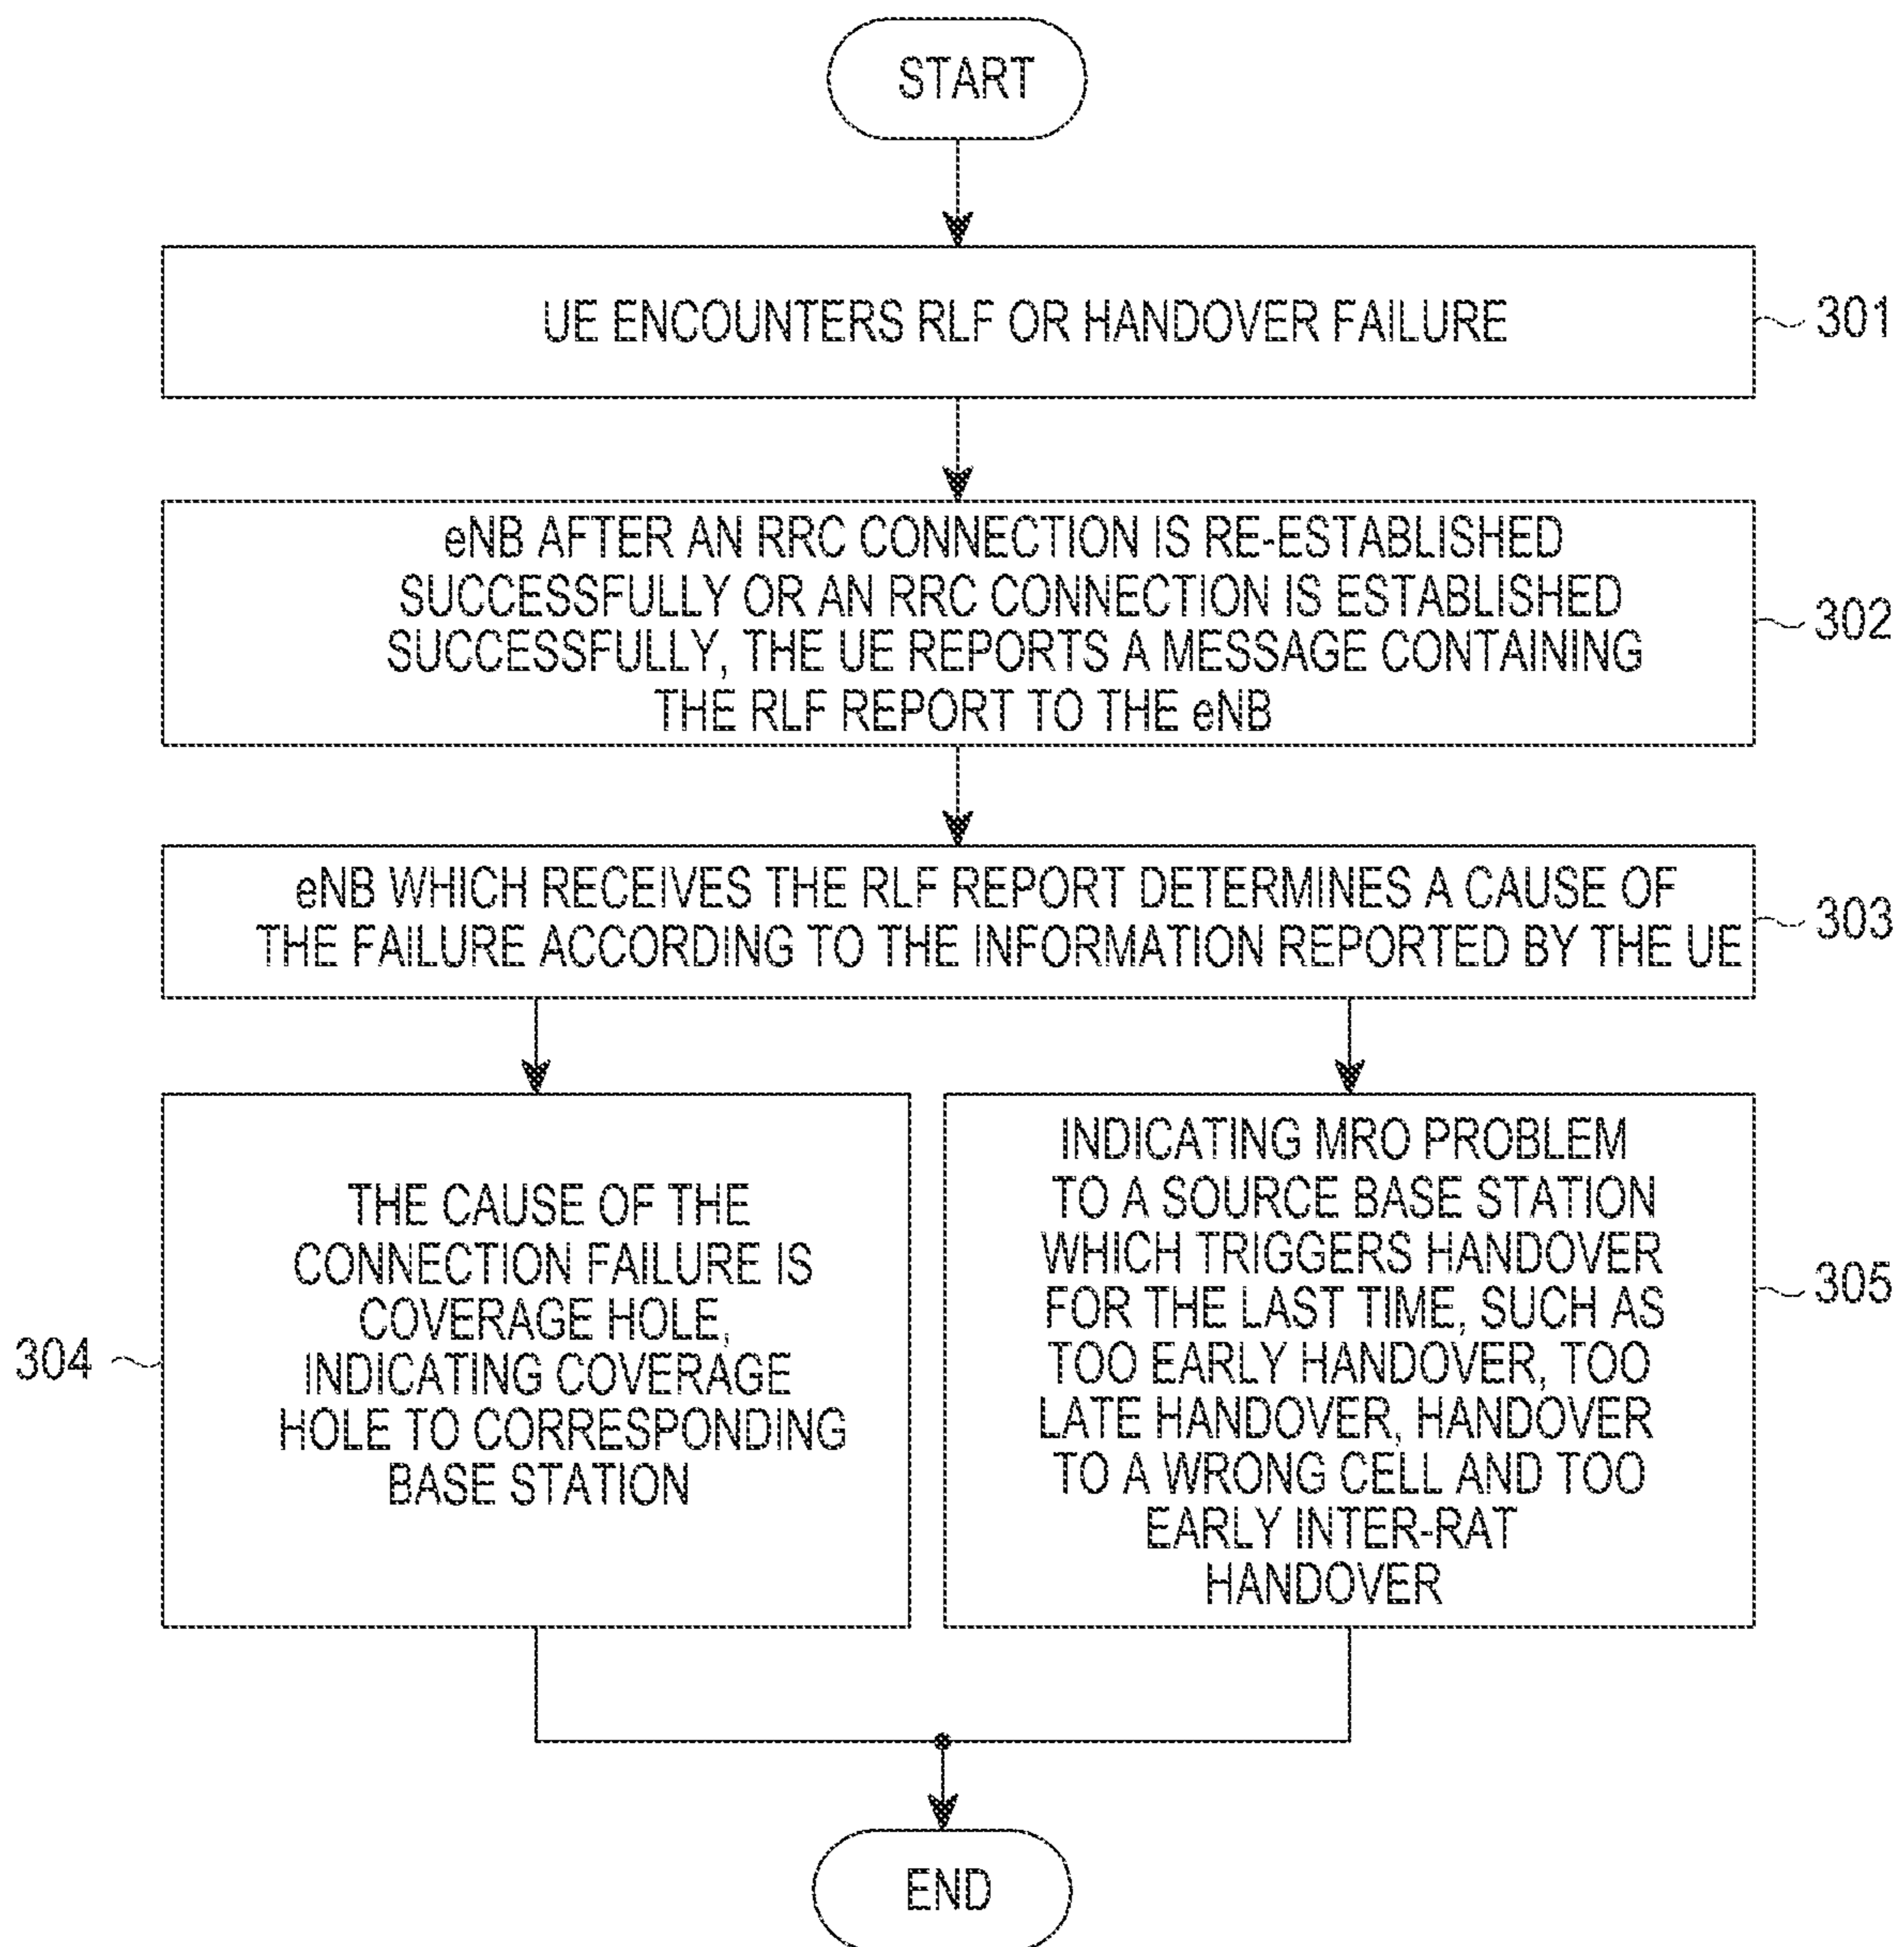 START
UE ENCOUNTERS RLF OR HANDOVER FAILURE
301
eNB AFTER AN RRC CONNECTION IS RE-ESTABLISHED
SUCCESSFULLY OR AN RRC CONNECTION IS ESTABLISHED
SUCCESSFULLY, THE UE REPORTS A MESSAGE CONTAINING
THE RLF REPORT TO THE eNB
302
eNB WHICH RECEIVES THE RLF REPORT DETERMINES A CAUSE OF
THE FAILURE ACCORDING TO THE INFORMATION REPORTED BY THE UE
303
304
THE CAUSE OF THE
CONNECTION FAILURE IS
COVERAGE HOLE,
INDICATING COVERAGE
HOLE TO CORRESPONDING
BASE STATION
INDICATING MRO PROBLEM
TO A SOURCE BASE STATION
WHICH TRIGGERS HANDOVER
FOR THE LAST TIME, SUCH AS
TOO EARLY HANDOVER, TOO
LATE HANDOVER, HANDOVER
TO A WRONG CELL AND TOO
EARLY INTER-RAT
HANDOVER
305
END